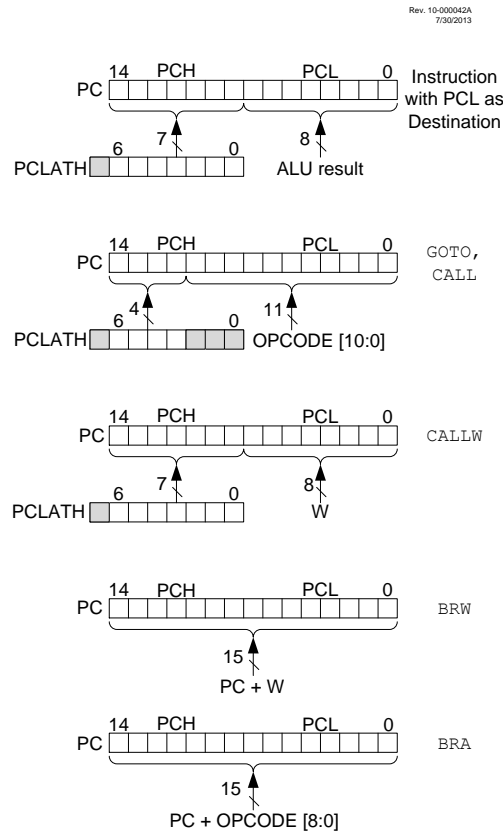 Rev. 10-000042A
7/30/2013
14 PCH PCL 0
PC
Instruction
with PCL as
Destination
7 8
6 0
PCLATH
ALU result
14 PCH PCL 0
PC
GOTO,
CALL
4 11
6 0
PCLATH
OPCODE [10:0]
14 PCH PCL 0
PC
CALLW
7 8
6 0
PCLATH
W
14 PCH PCL 0
PC
BRW
15
PC + W
14 PCH PCL 0
PC
BRA
15
PC + OPCODE [8:0]